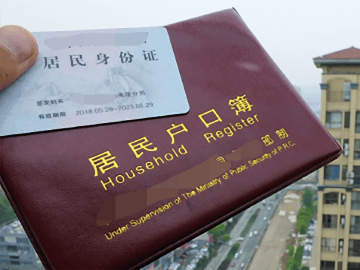 居民身份证
签发机关
有效期限 2018.05.29-2023.05.29
居民户口簿
Household Register
部制
Under Supervision of The Ministry of Public Security of P.R.C.